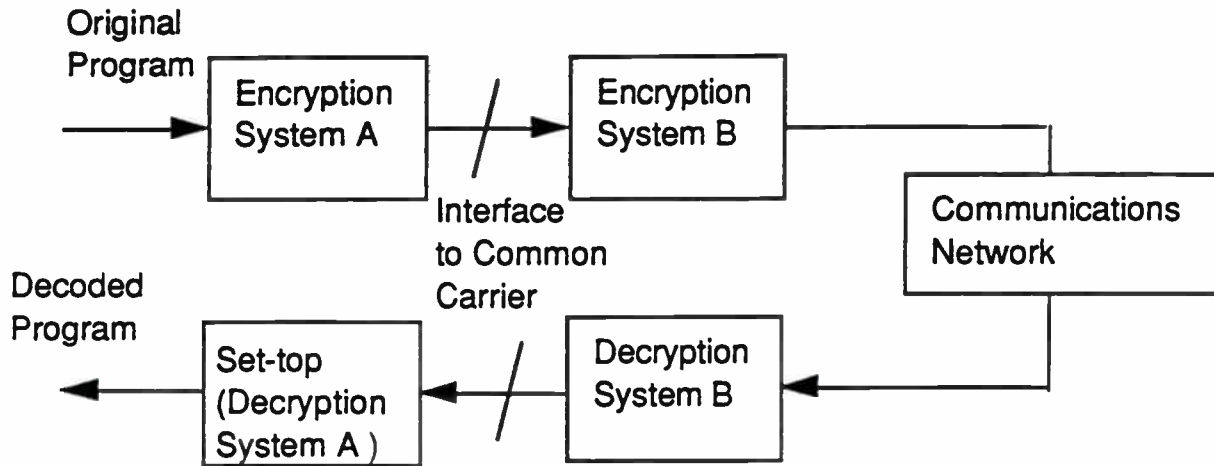 Original
Program
Encryption
System A
Encryption
System B
Interface
to Common
Carrier
Communications
Network
Decoded
Program
Set-top
(Decryption
System A )
Decryption
System B